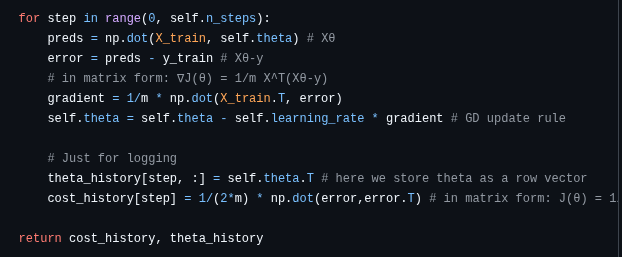 for step in range(0, self.n_steps):
preds = np.dot(X_train, self.theta) # Xθ
error = preds - y_train # Xθ-y
# in matrix form: ∇J(θ) = 1/m X^T(Xθ-y)
gradient = 1/m * np.dot(X_train.T, error)
self.theta = self.theta - self.learning_rate * gradient # GD update rule
# Just for logging
theta_history[step, :] = self.theta.T # here we store theta as a row vector
cost_history[step] = 1/(2*m) * np.dot(error,error.T) # in matrix form: J(θ) = 1
return cost_history, theta_history